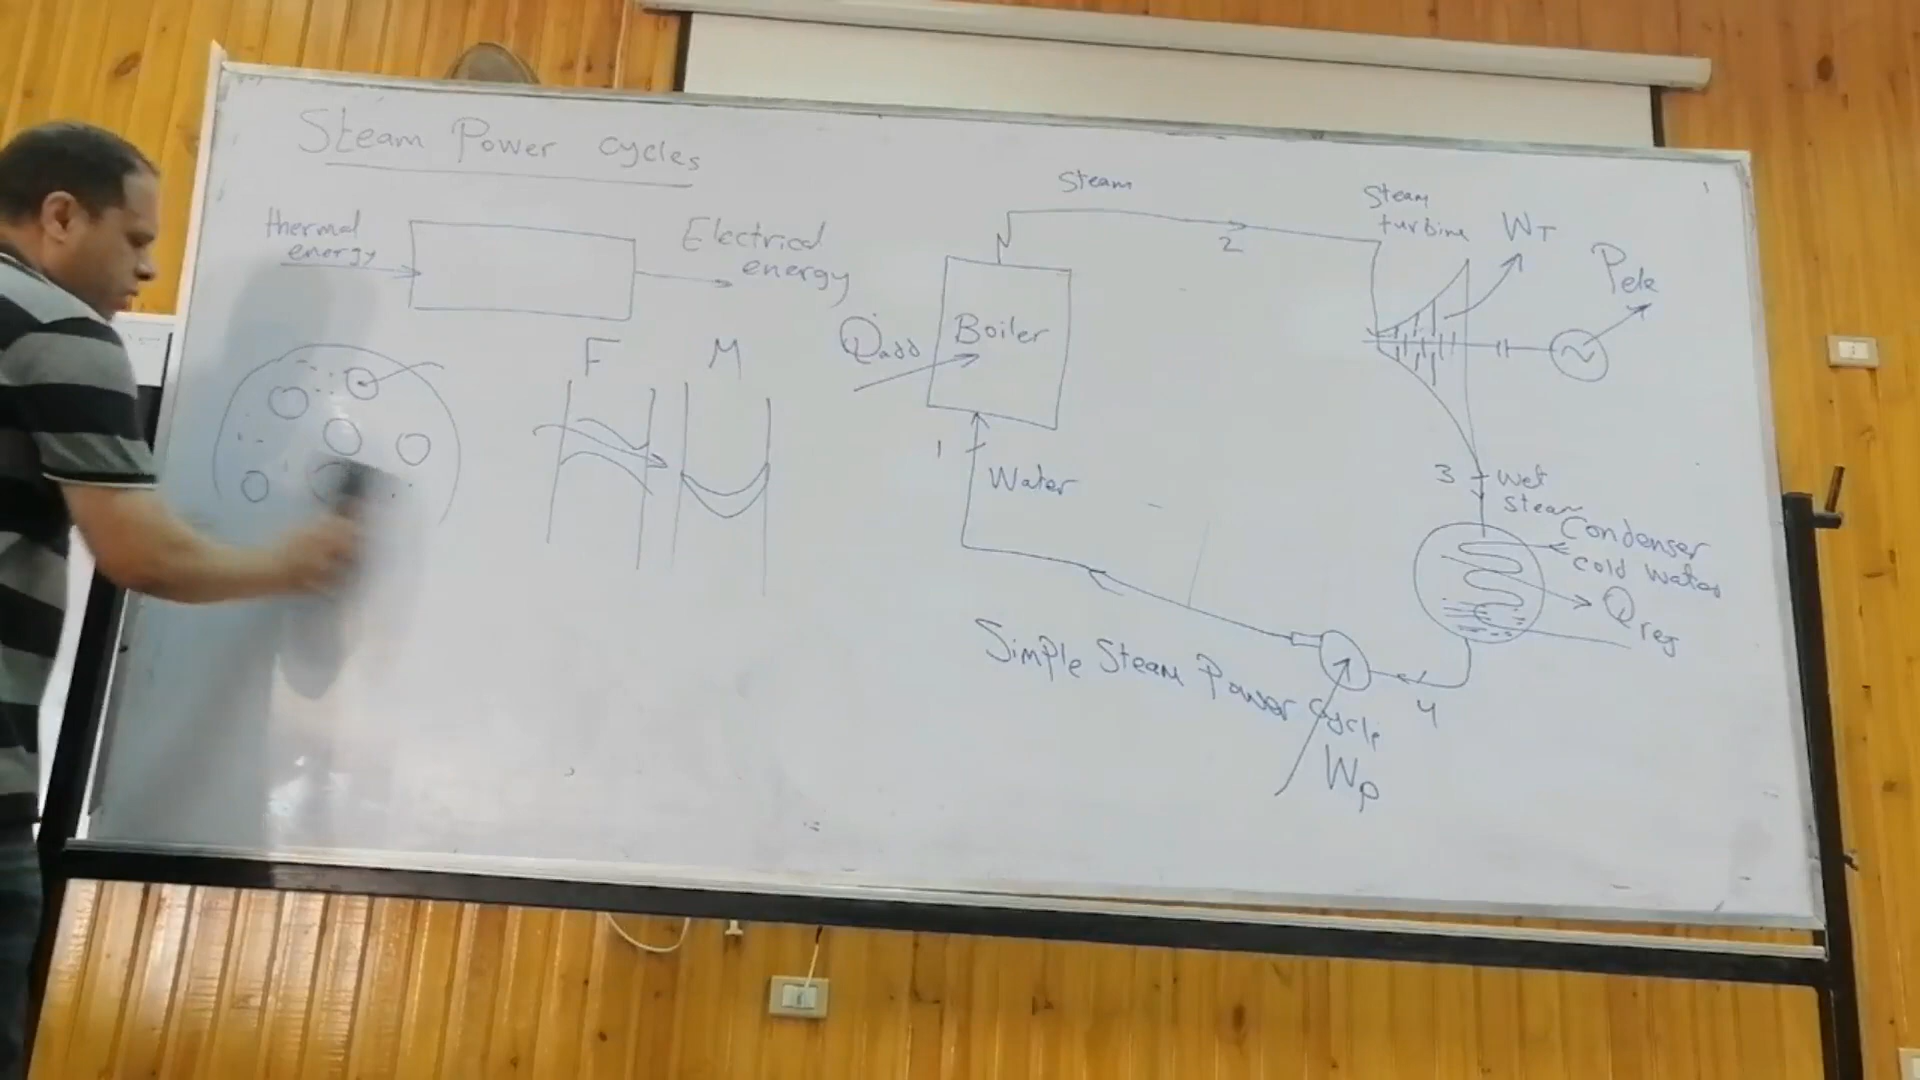 Steam Power cycles
thermal
energy
Electrical
energy
F
M
Steam
2
Steam
turbine
WT
Pele
Qadd
Boiler
1
Water
3
wet
steam
Condenser
cold water
Qrej
4
Simple Steam Power cycle
Wp